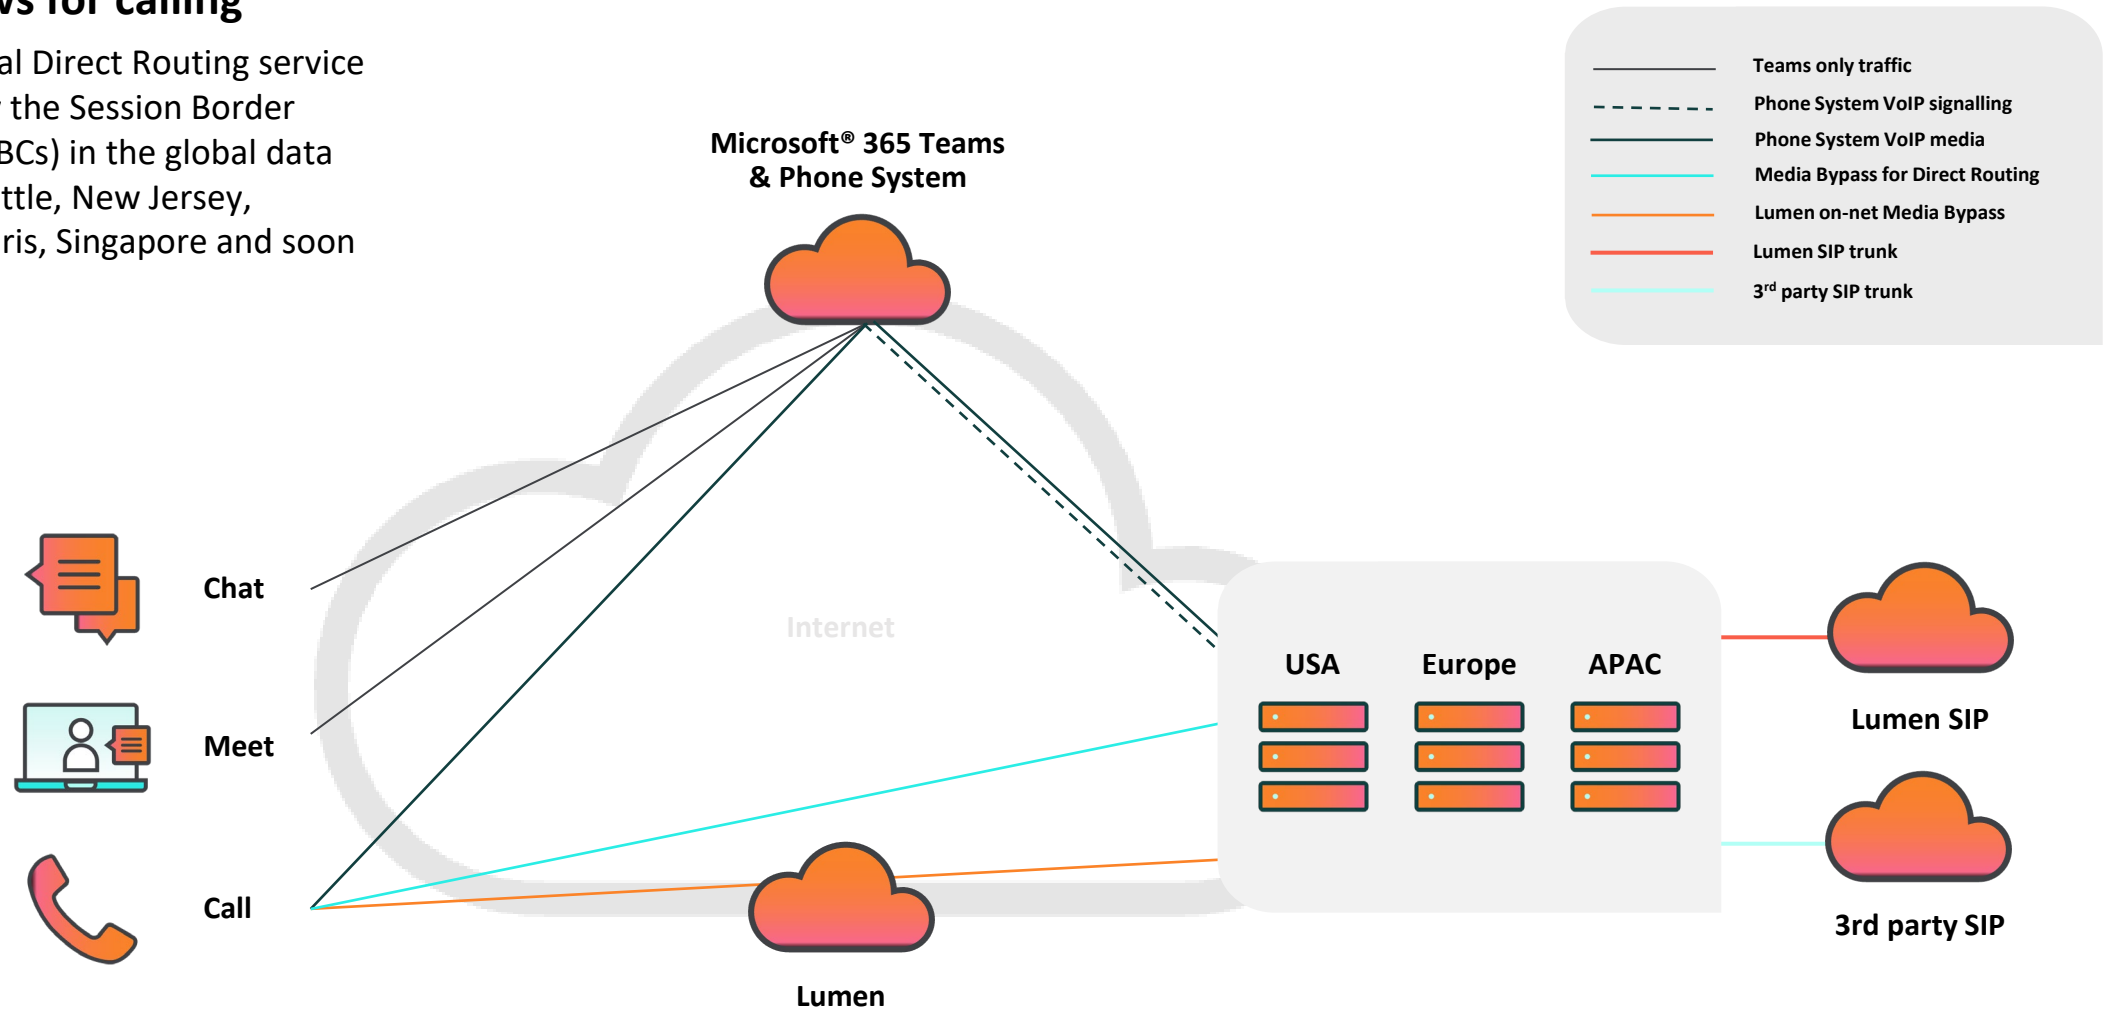 ws for calling
al Direct Routing service
the Session Border
BCs) in the global data
ttle, New Jersey,
ris, Singapore and soon
Teams only traffic
Phone System VoIP signalling
Phone System VoIP media
Media Bypass for Direct Routing
Lumen on-net Media Bypass
Lumen SIP trunk
3rd party SIP trunk
Microsoft® 365 Teams
& Phone System
Chat
Internet
USA Europe APAC
Lumen SIP
Meet
Call
3rd party SIP
Lumen